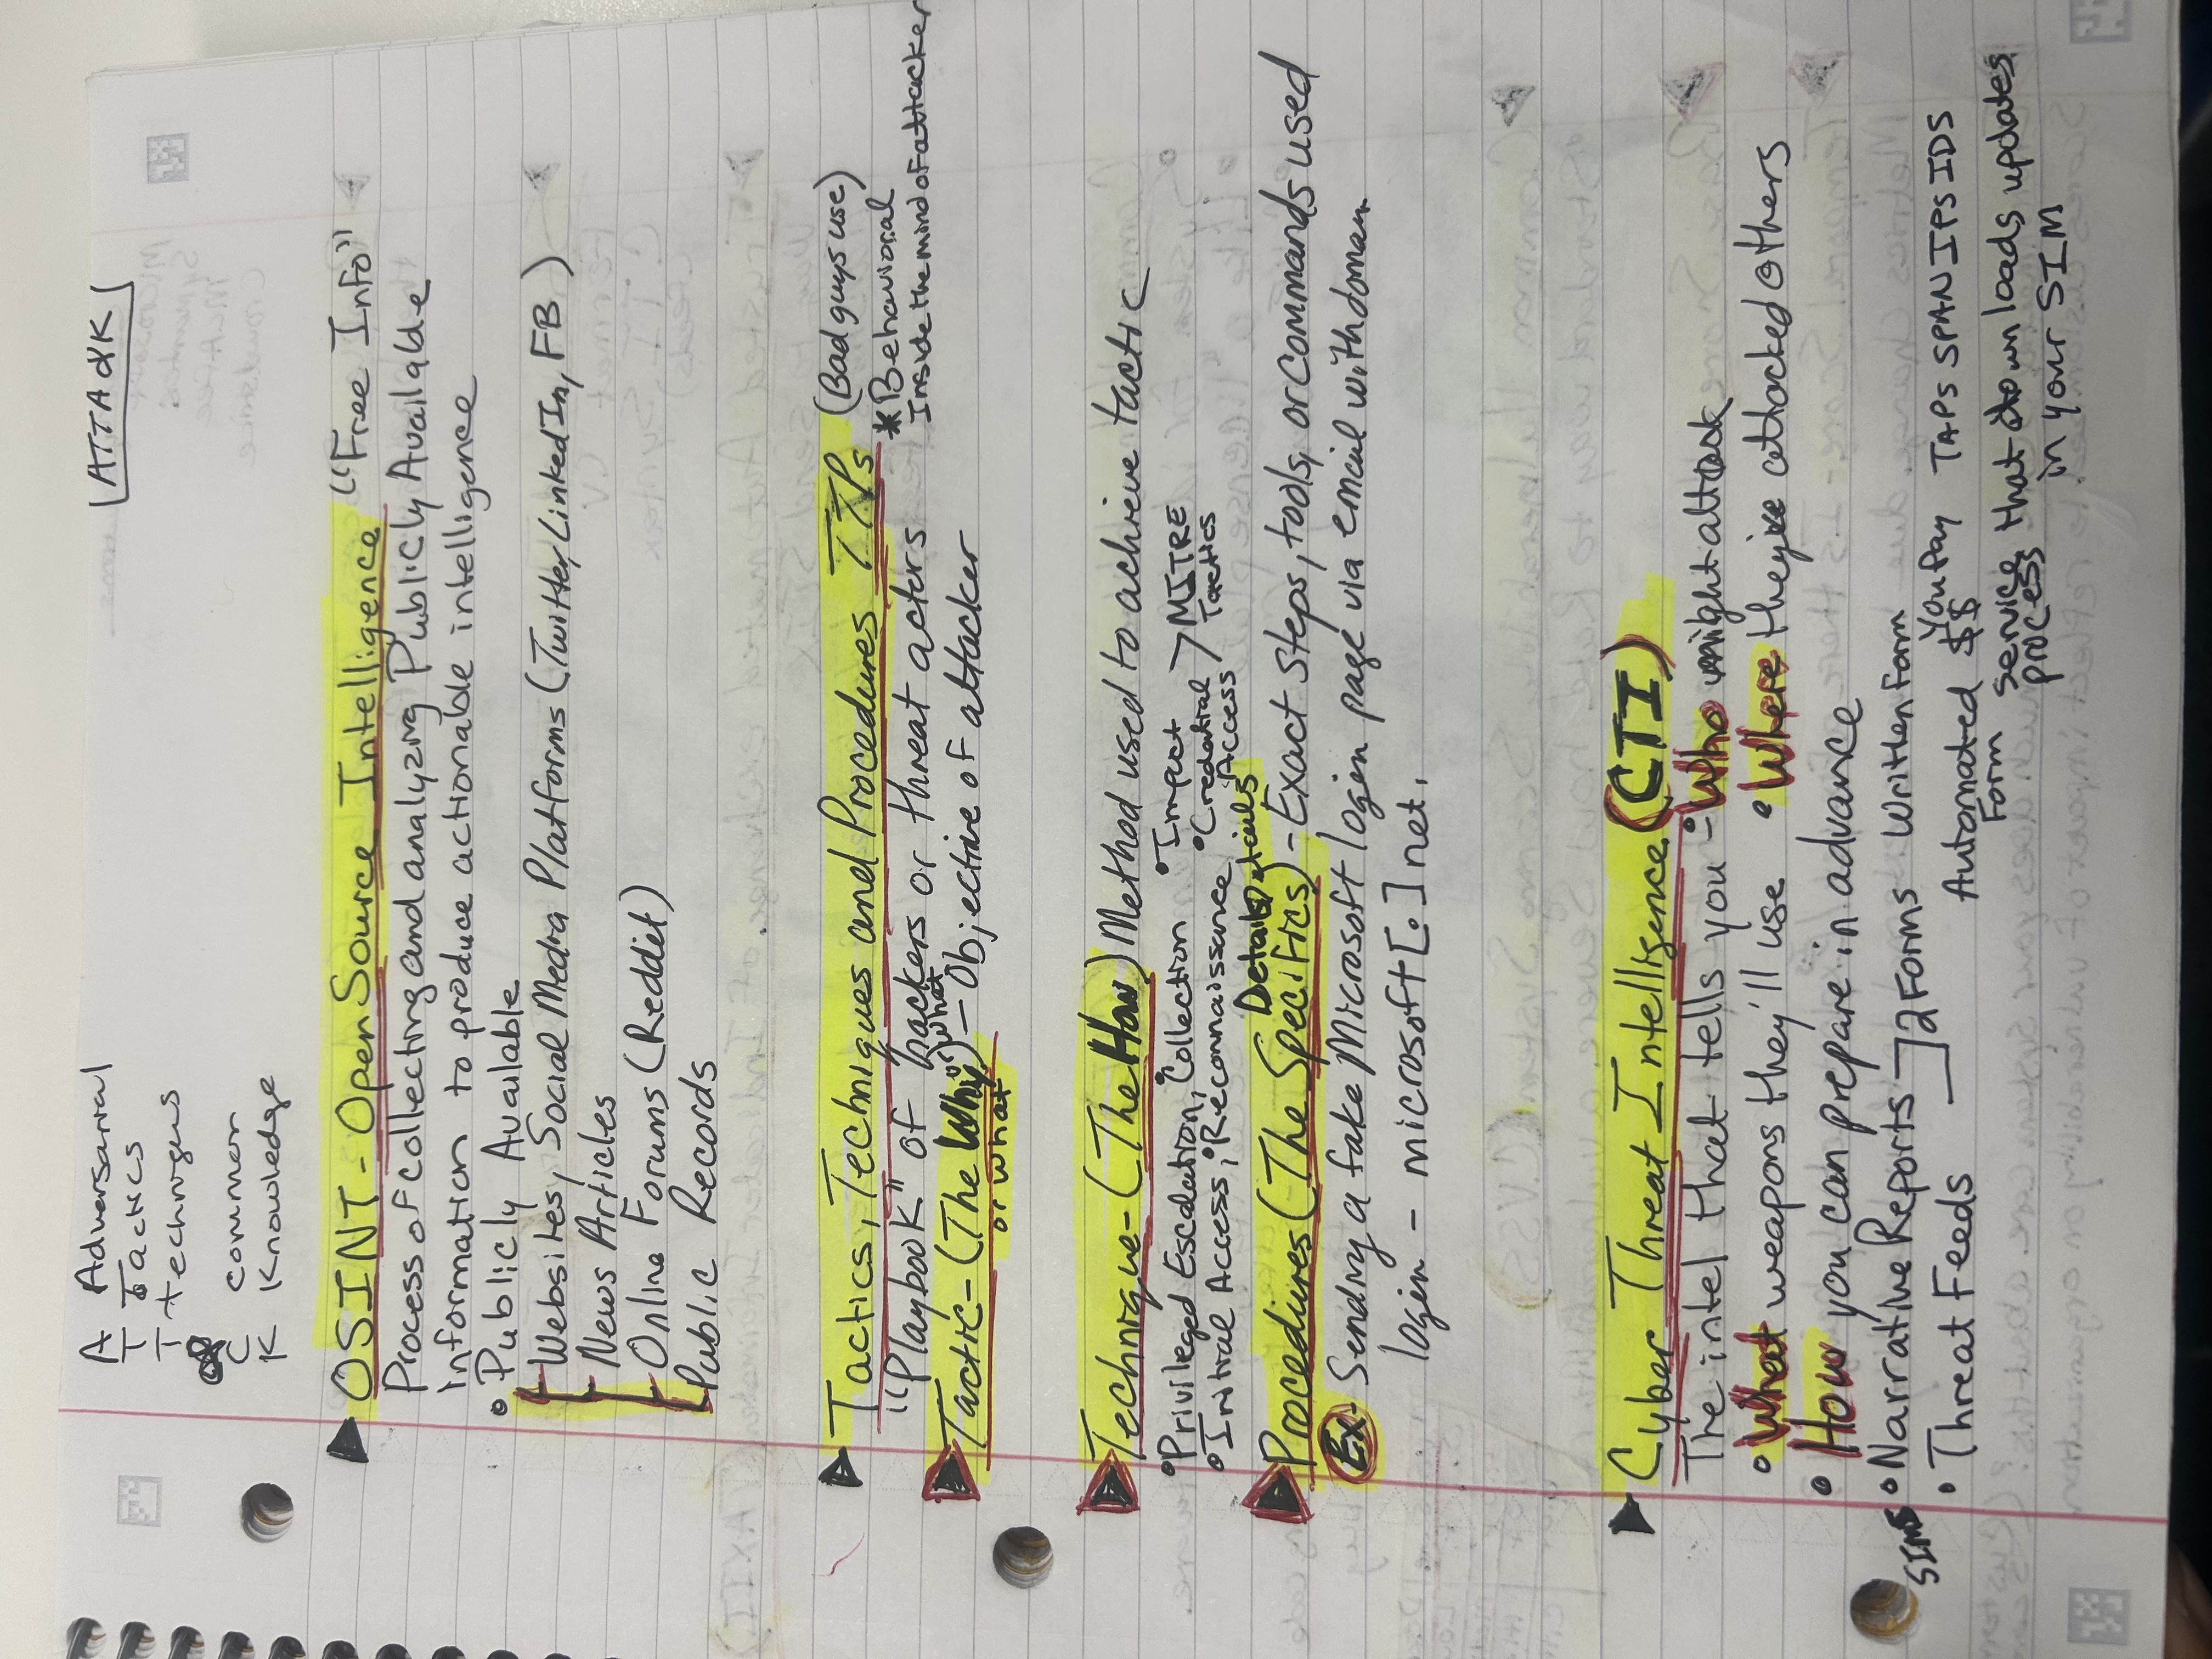 ATTA&K
A Adversarial
T Tactics
T techniqus
&
C common
K Knowledge
OSINT - Open Source Intelligence "Free Info"
Process of collecting and analyzing Publicly Available
information to produce actionable intelligence
• Publicly Available
- Websites, Social Media Platforms (Twitter, LinkedIn, FB)
- News Articles
- Online Forums (Reddit)
- Public Records
Tactics, Techniques and Procedures TTPs (Bad guys use)
"Playbook" of hackers or threat actors
* Behavioral
Inside the mind of attacker
Tactic - (The Why) - Objective of attacker
or what
or what
Technique - (The How) Method used to achieve tactic
• Privileged Escalation, • Collection • Impact
• Initial Access, • Reconnaissance • Credential Access > MITRE Tactics
Details Details
Procedures (The Specifics) - Exact Steps, tools, or commands used
Ex- Sending a fake Microsoft login page via email with domain
login - microsoft[.]net.
Cyber Threat Intelligence (CTI)
The intel that tells you - • Who might attack
• What weapons they'll use • Where they've attacked others
• How you can prepare in advance
SIMS • Narrative Reports ] 2 Forms Written Form
• Threat Feeds
Automated Form You Pay $$ TAPs SPAN IPS IDS
service process that downloads updates
in your SIM